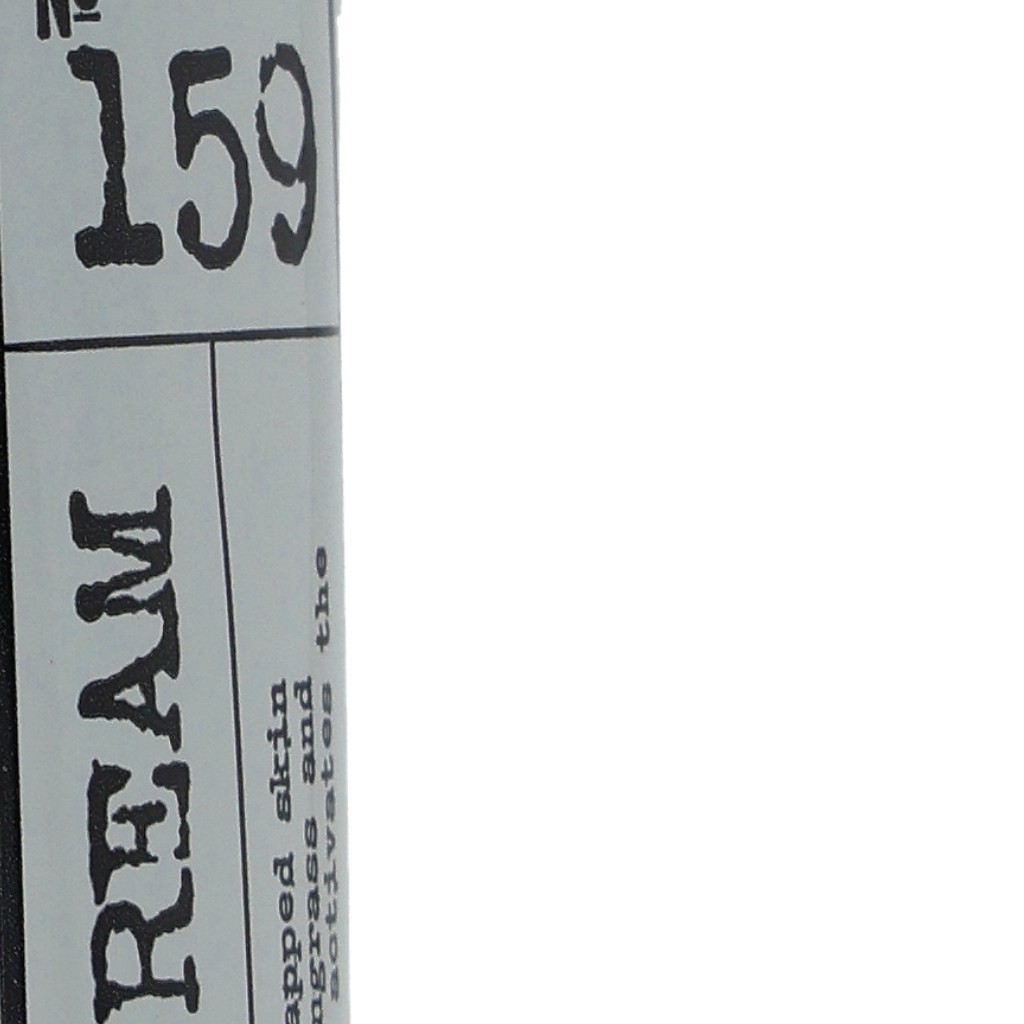 №
159
REAM
apped skin
ngrass and
activates the